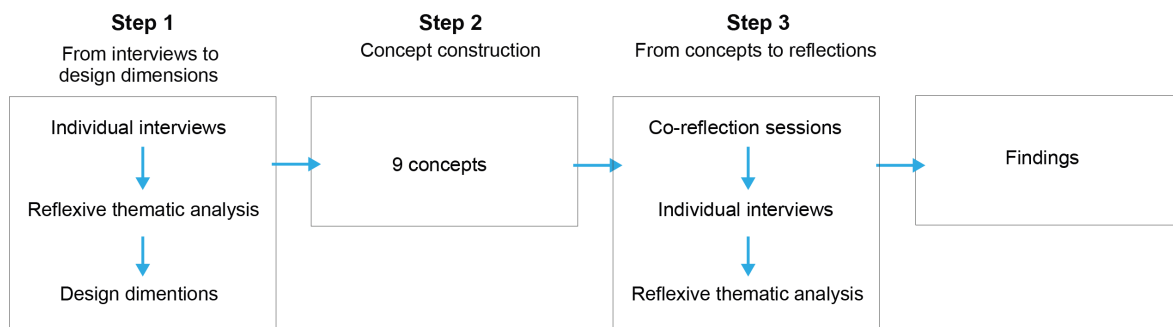 Step 1
From interviews to
design dimensions
Individual interviews
Reflexive thematic analysis
Design dimentions
Step 2
Concept construction
9 concepts
Step 3
From concepts to reflections
Co-reflection sessions
Individual interviews
Reflexive thematic analysis
Findings